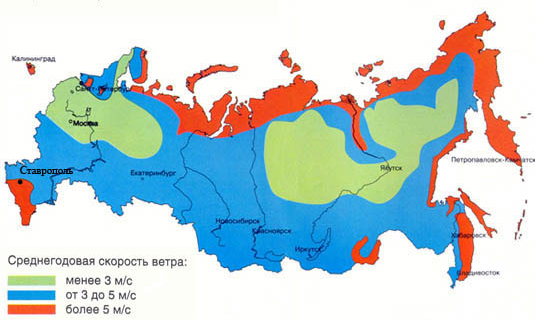 Калининград
Санкт-Петербург
Москва
Ставрополь
Екатеринбург
Якутск
Петропавловск-Камчатск
Новосибирск
Красноярск
Иркутск
Хабаровск
Владивосток
Среднегодовая скорость ветра:
менее 3 м/с
от 3 до 5 м/с
более 5 м/с